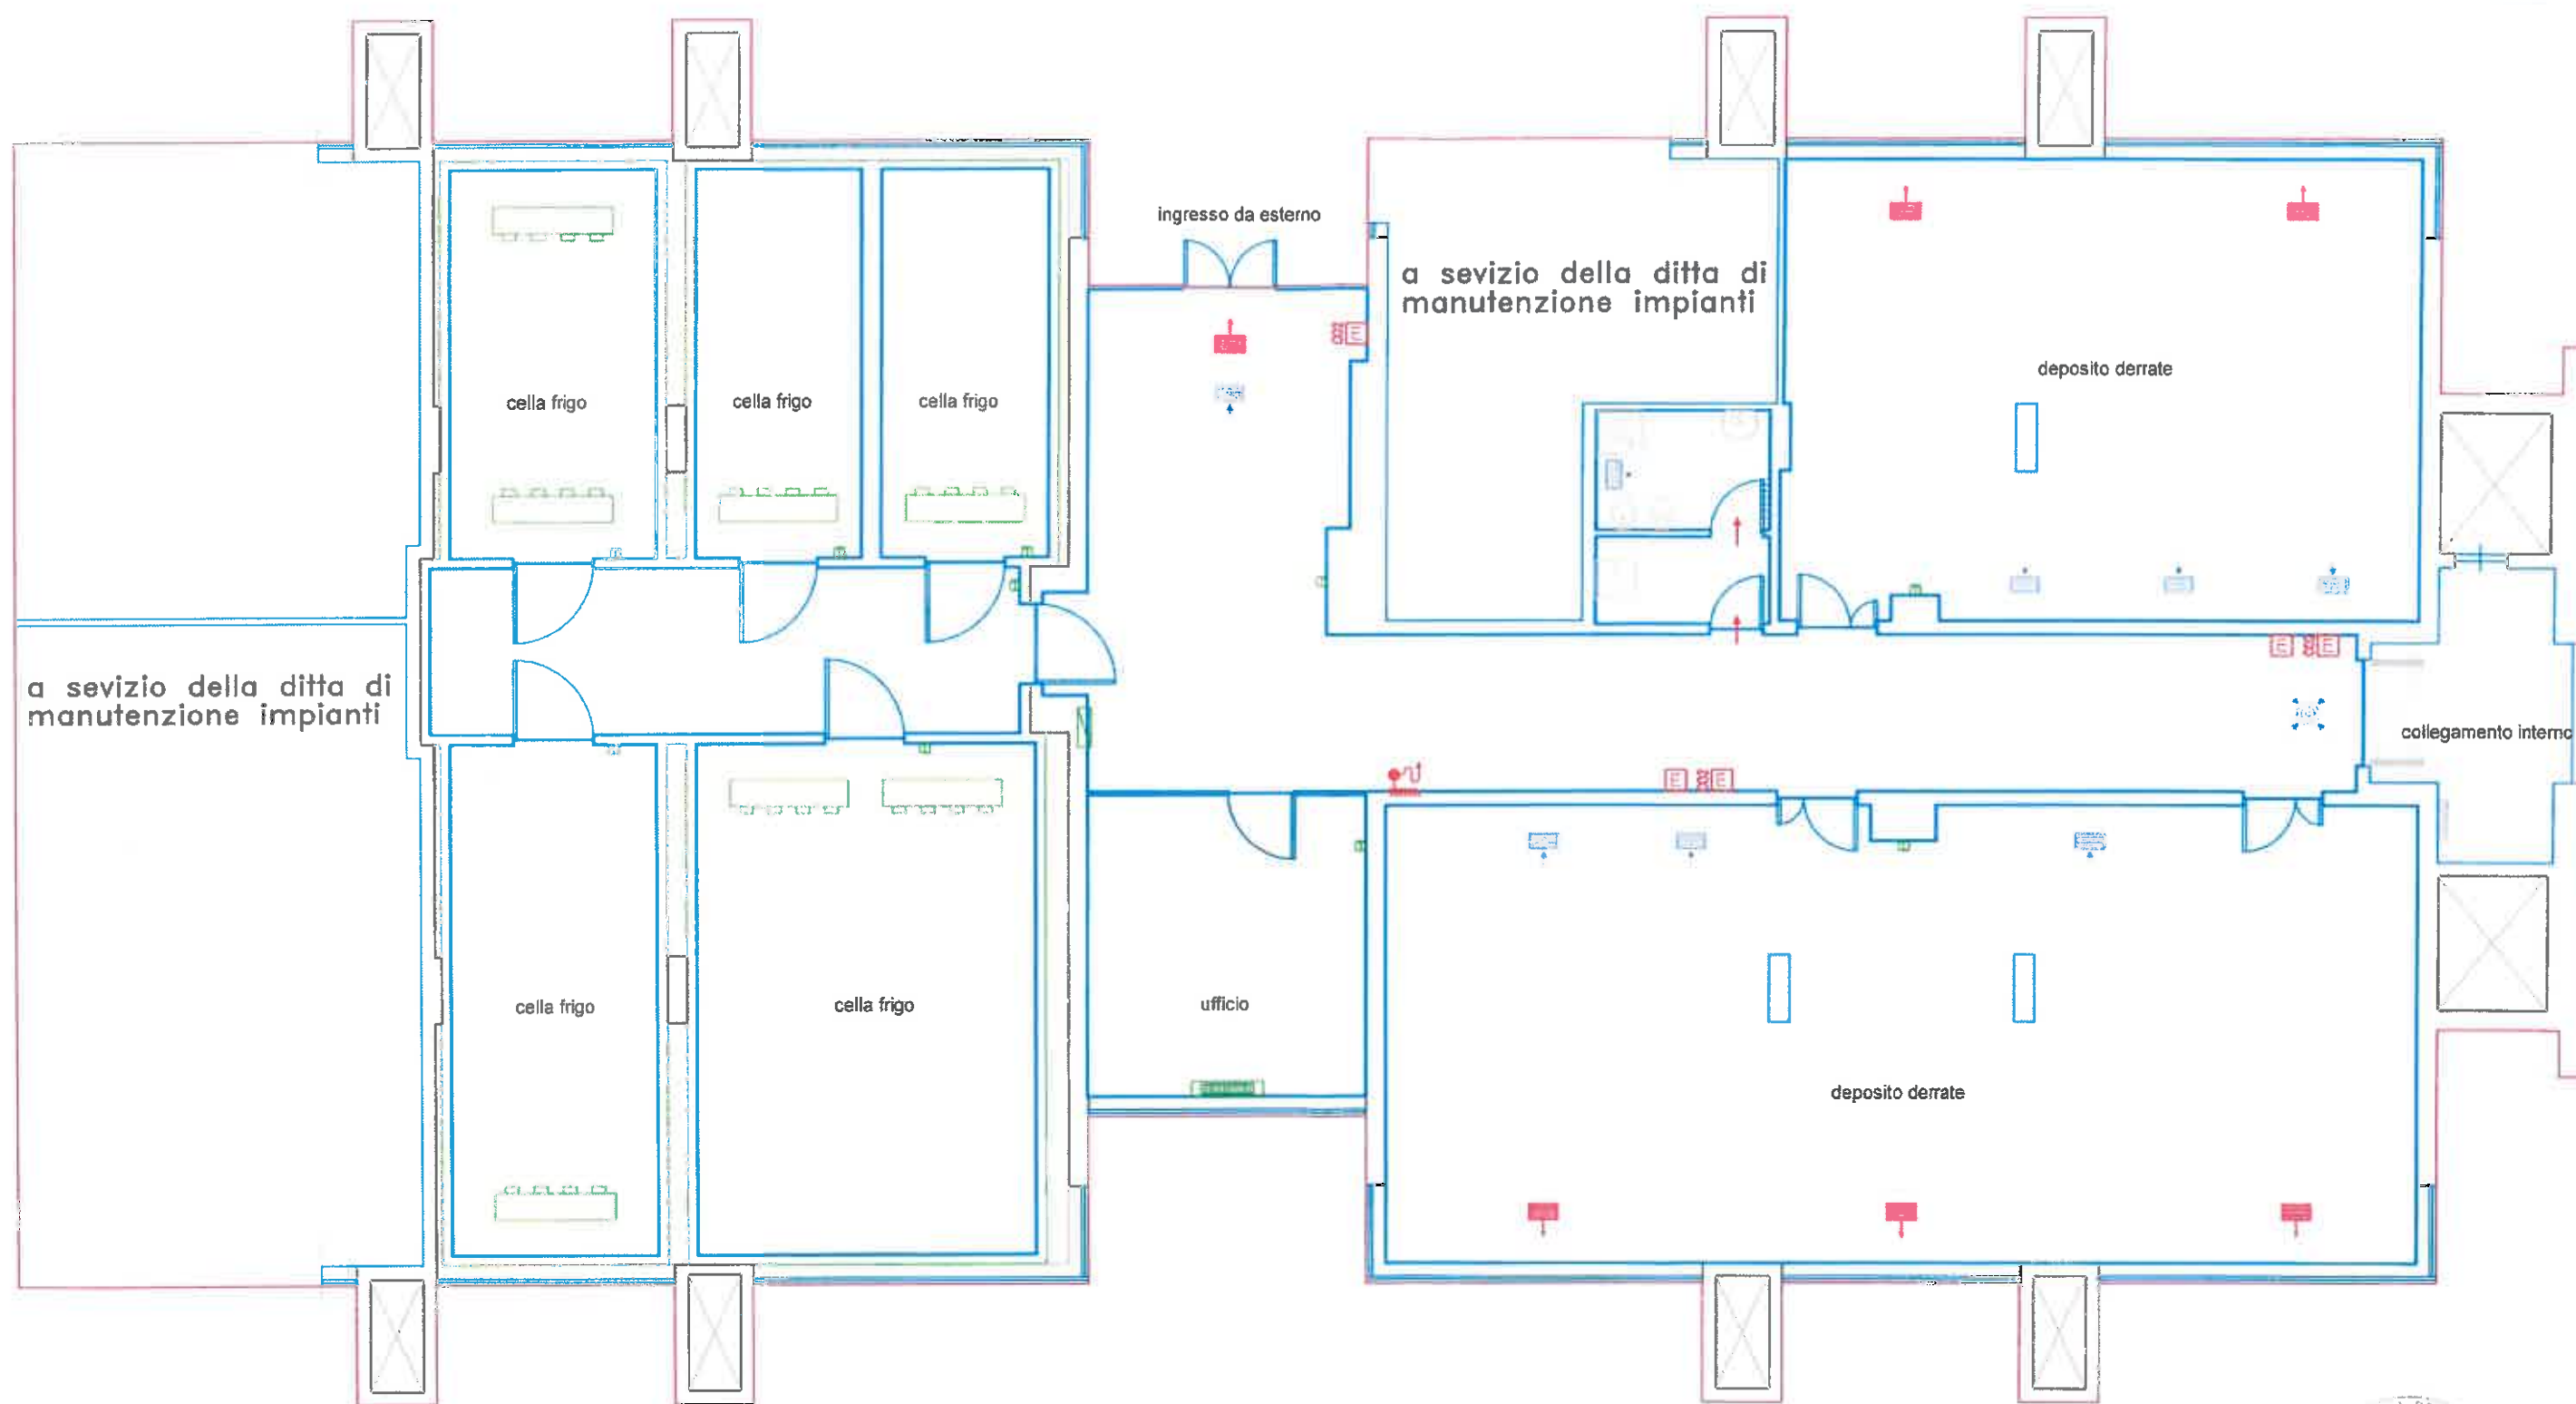 ingresso da esterno
a sevizio della ditta di
manutenzione impianti
deposito derrate
cella frigo
cella frigo
cella frigo
E
E
E
a sevizio della ditta di
manutenzione impianti
collegamento interno
E
E
cella frigo
cella frigo
ufficio
deposito derrate